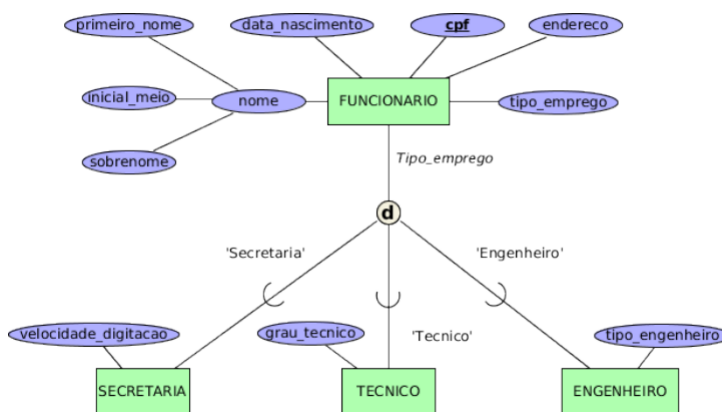 primeiro_nome
data_nascimento
cpf
endereco
inicial_meio
nome
FUNCIONARIO
tipo_emprego
sobrenome
Tipo_emprego
d
'Secretaria'
'Engenheiro'
velocidade_digitacao
grau_tecnico
'Tecnico'
tipo_engenheiro
SECRETARIA
TECNICO
ENGENHEIRO